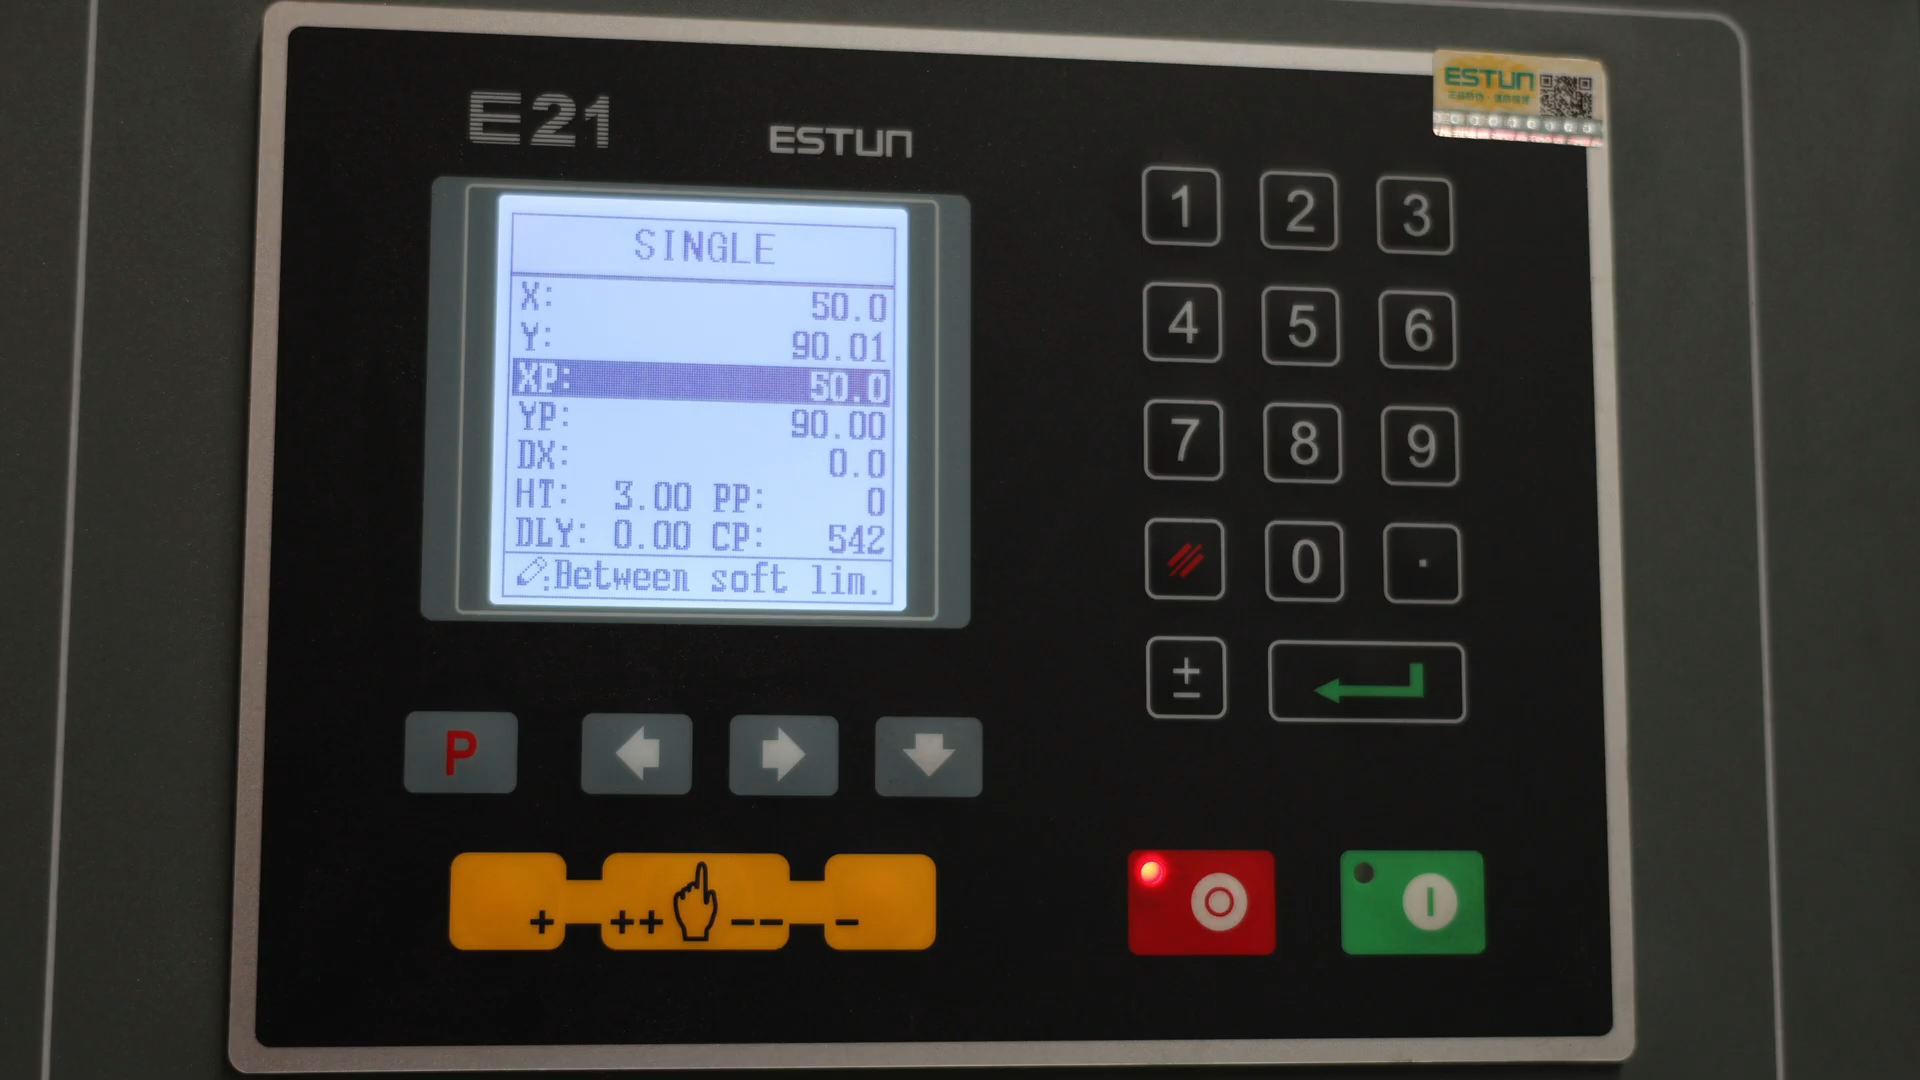 E21
ESTUN
ESTUN
SINGLE
X: 50.0
Y: 90.01
XP: 50.0
YP: 90.00
DX: 0.0
HT: 3.00 PP: 0
DLY: 0.00 CP: 542
:Between soft lim.
1 2 3
4 5 6
7 8 9
0 .
±
P
+ ++ -- -